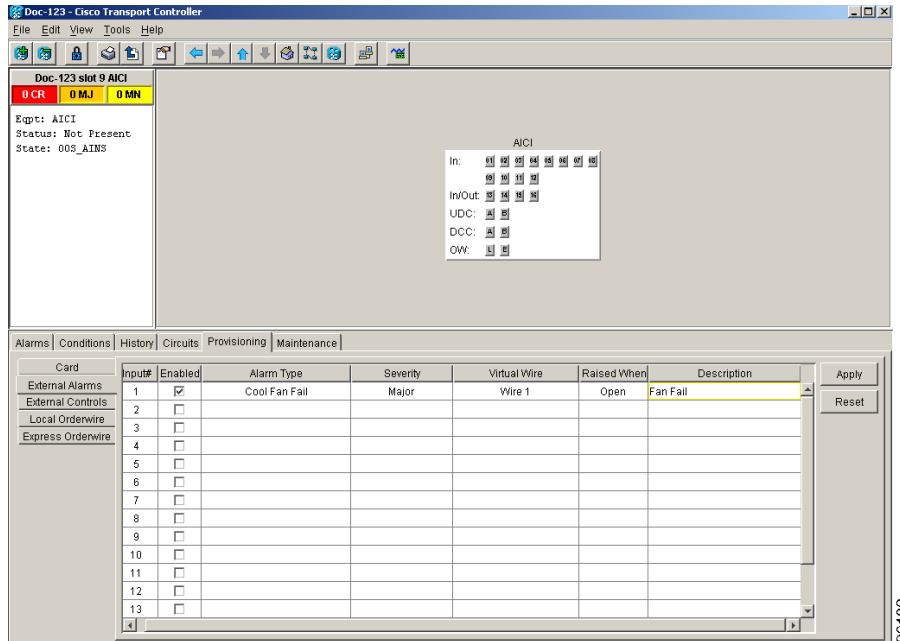 Doc-123 - Cisco Transport Controller
File Edit View Tools Help
Doc-123 slot 9 AICI
0 CR 0 MJ 0 MN
Eqpt: AICI
Status: Not Present
State: OOS_AINS
AICI
In: 01 02 03 04 05 06 07 08
09 10 11 12
In/Out: 13 14 15 16
UDC: A B
DCC: A B
OW: L E
Alarms Conditions History Circuits Provisioning Maintenance
Card
External Alarms
External Controls
Local Orderwire
Express Orderwire
Input# Enabled Alarm Type Severity Virtual Wire Raised When Description
1 Cool Fan Fail Major Wire 1 Open Fan Fail
2
3
4
5
6
7
8
9
10
11
12
13
Apply
Reset